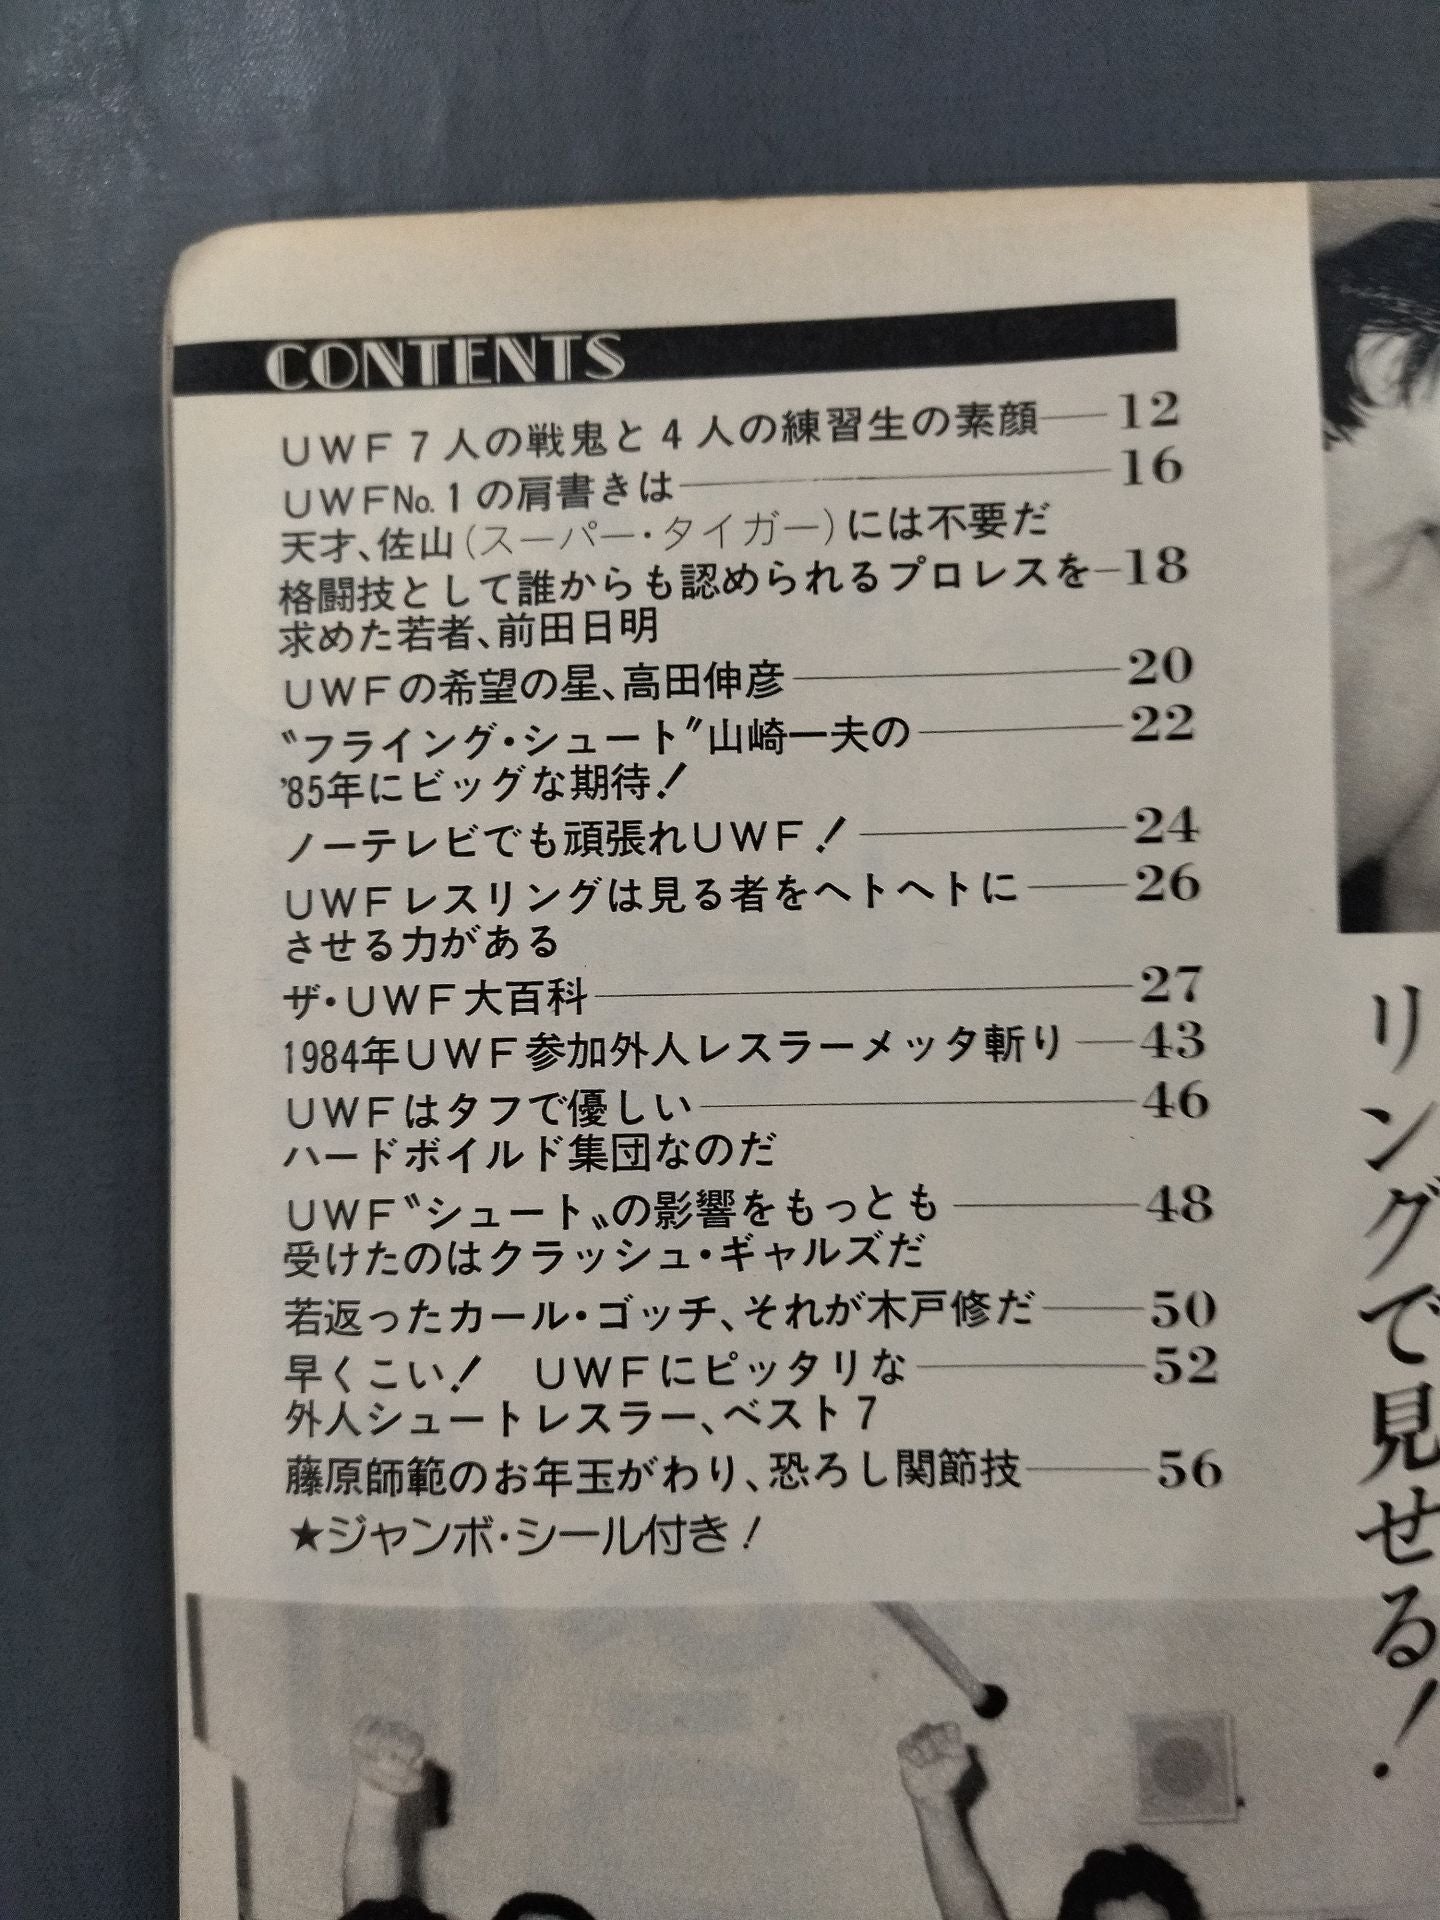 CONTENTS
UWF7人の戦鬼と4人の練習生の素顔 12
UWFNo.1の肩書きは 16
天才、佐山(スーパー・タイガー)には不要だ
格闘技として誰からも認められるプロレスを 18
求めた若者、前田日明
UWFの希望の星、高田伸彦 20
〝フライング・シュート〞山崎一夫の 22
'85年にビッグな期待！
ノーテレビでも頑張れUWF！ 24
UWFレスリングは見る者をヘトヘトに 26
させる力がある
ザ・UWF大百科 27
1984年UWF参加外人レスラーメッタ斬り 43
UWFはタフで優しい 46
ハードボイルド集団なのだ
UWF〝シュート〟の影響をもっとも 48
受けたのはクラッシュ・ギャルズだ
若返ったカール・ゴッチ、それが木戸修だ 50
早くこい！ UWFにピッタリな 52
外人シュートレスラー、ベスト7
藤原師範のお年玉がわり、恐ろし関節技 56
★ジャンボ・シール付き！
リングで見せる！